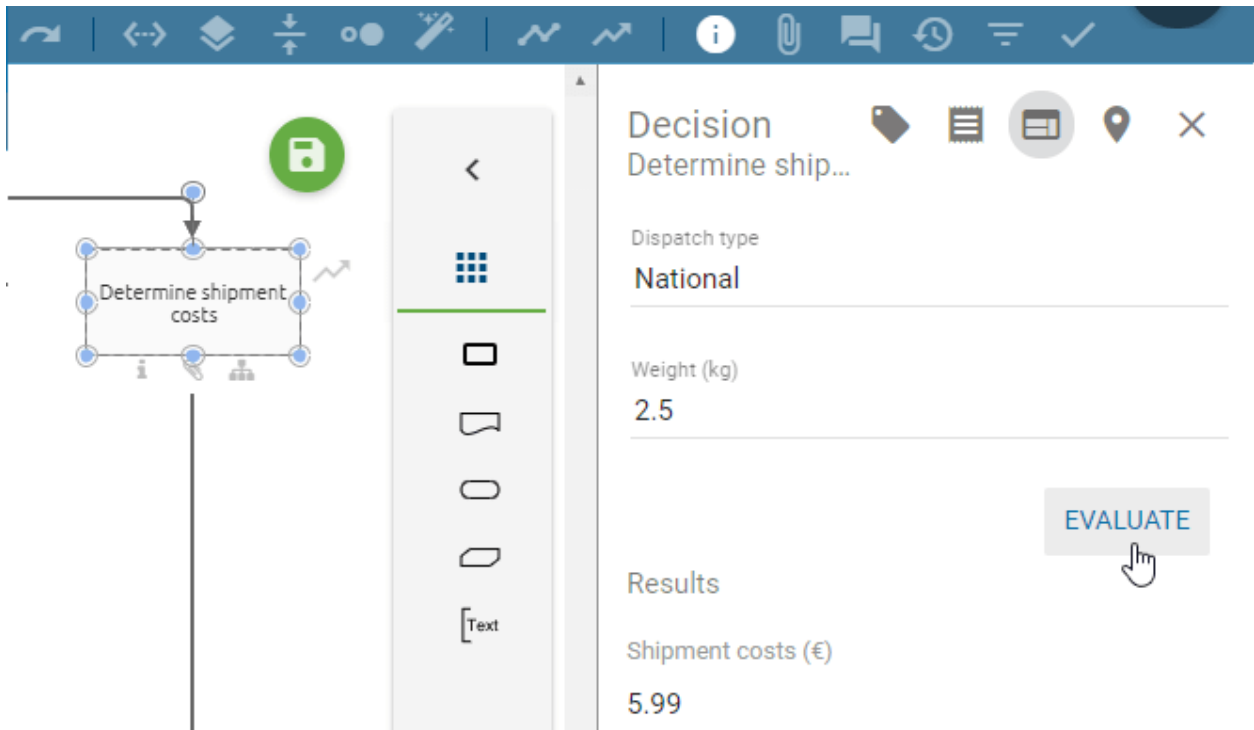 Decision
Determine ship...
Dispatch type
National
Determine shipment
costs
Weight (kg)
2.5
EVALUATE
Results
Text
Shipment costs (€)
5.99